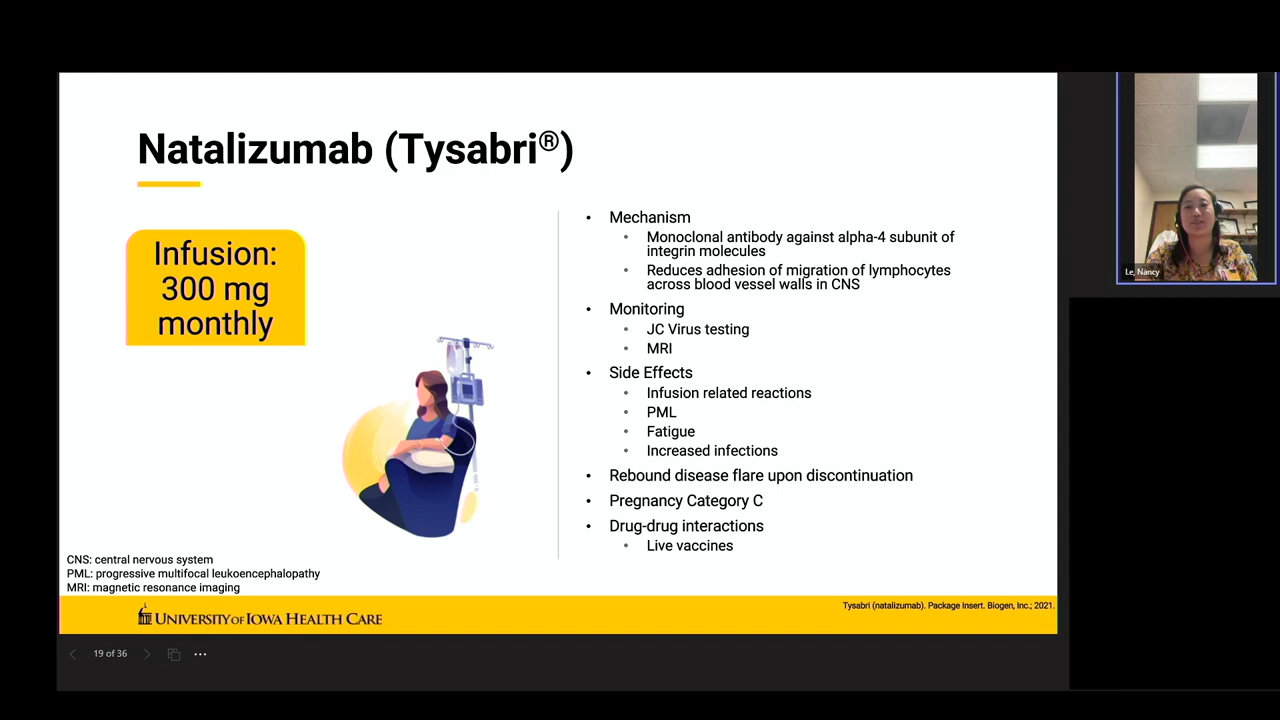 Natalizumab (Tysabri®)
Infusion:
300 mg
monthly
• Mechanism
• Monoclonal antibody against alpha-4 subunit of
integrin molecules
• Reduces adhesion of migration of lymphocytes
across blood vessel walls in CNS
• Monitoring
• JC Virus testing
• MRI
• Side Effects
• Infusion related reactions
• PML
• Fatigue
• Increased infections
• Rebound disease flare upon discontinuation
• Pregnancy Category C
• Drug-drug interactions
• Live vaccines
CNS: central nervous system
PML: progressive multifocal leukoencephalopathy
MRI: magnetic resonance imaging
Tysabri (natalizumab). Package Insert. Biogen, Inc.; 2021.
UNIVERSITY OF IOWA HEALTH CARE
19 of 36
Le, Nancy